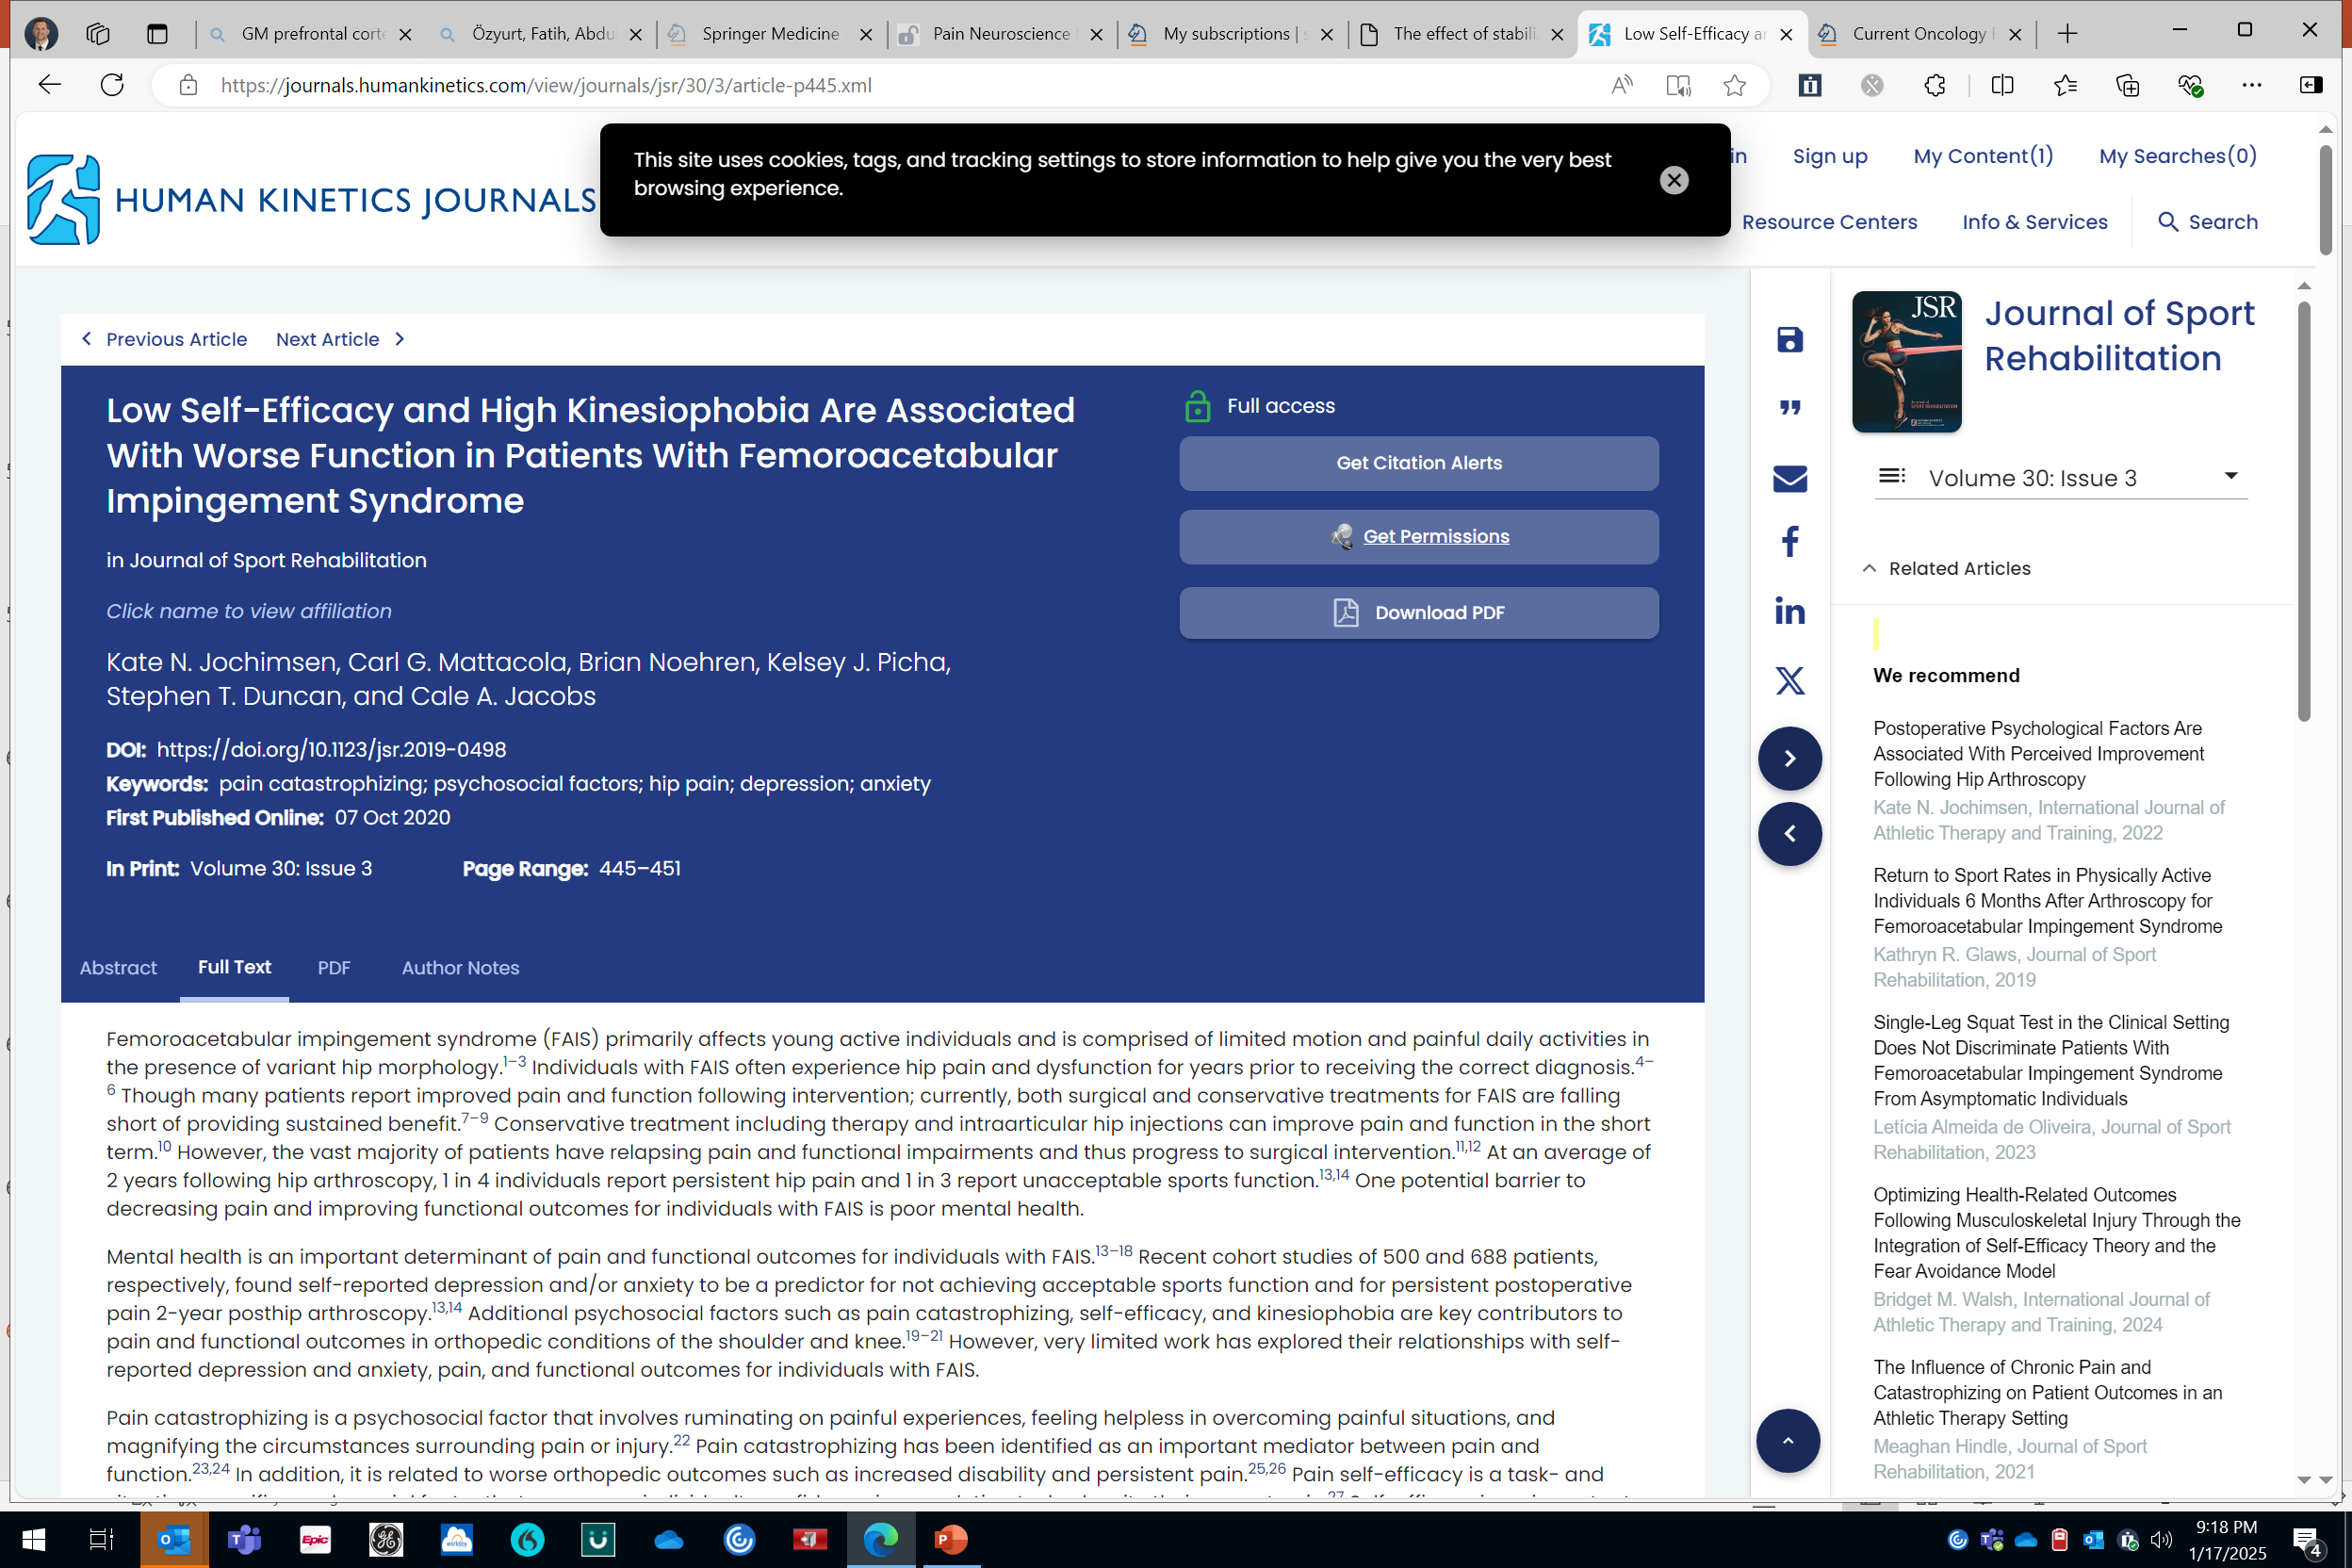 GM prefrontal corte
Özyurt, Fatih, Abdu
Springer Medicine
Pain Neuroscience
My subscriptions | s
The effect of stabili
Low Self-Efficacy ar
Current Oncology
https://journals.humankinetics.com/view/journals/jsr/30/3/article-p445.xml
This site uses cookies, tags, and tracking settings to store information to help give you the very best
browsing experience.
in
Sign up
My Content(1)
My Searches(0)
HUMAN KINETICS JOURNALS
Resource Centers
Info & Services
Search
Previous Article
Next Article
Low Self-Efficacy and High Kinesiophobia Are Associated
With Worse Function in Patients With Femoroacetabular
Impingement Syndrome
in Journal of Sport Rehabilitation
Click name to view affiliation
Kate N. Jochimsen, Carl G. Mattacola, Brian Noehren, Kelsey J. Picha,
Stephen T. Duncan, and Cale A. Jacobs
DOI: https://doi.org/10.1123/jsr.2019-0498
Keywords: pain catastrophizing; psychosocial factors; hip pain; depression; anxiety
First Published Online: 07 Oct 2020
In Print: Volume 30: Issue 3
Page Range: 445–451
Full access
Get Citation Alerts
Get Permissions
Download PDF
Abstract
Full Text
PDF
Author Notes
Femoroacetabular impingement syndrome (FAIS) primarily affects young active individuals and is comprised of limited motion and painful daily activities in
the presence of variant hip morphology.1–3 Individuals with FAIS often experience hip pain and dysfunction for years prior to receiving the correct diagnosis.4–
6 Though many patients report improved pain and function following intervention; currently, both surgical and conservative treatments for FAIS are falling
short of providing sustained benefit.7–9 Conservative treatment including therapy and intraarticular hip injections can improve pain and function in the short
term.10 However, the vast majority of patients have relapsing pain and functional impairments and thus progress to surgical intervention.11,12 At an average of
2 years following hip arthroscopy, 1 in 4 individuals report persistent hip pain and 1 in 3 report unacceptable sports function.13,14 One potential barrier to
decreasing pain and improving functional outcomes for individuals with FAIS is poor mental health.
Mental health is an important determinant of pain and functional outcomes for individuals with FAIS.13–18 Recent cohort studies of 500 and 688 patients,
respectively, found self-reported depression and/or anxiety to be a predictor for not achieving acceptable sports function and for persistent postoperative
pain 2-year posthip arthroscopy.13,14 Additional psychosocial factors such as pain catastrophizing, self-efficacy, and kinesiophobia are key contributors to
pain and functional outcomes in orthopedic conditions of the shoulder and knee.19–21 However, very limited work has explored their relationships with self-
reported depression and anxiety, pain, and functional outcomes for individuals with FAIS.
Pain catastrophizing is a psychosocial factor that involves ruminating on painful experiences, feeling helpless in overcoming painful situations, and
magnifying the circumstances surrounding pain or injury.22 Pain catastrophizing has been identified as an important mediator between pain and
function.23,24 In addition, it is related to worse orthopedic outcomes such as increased disability and persistent pain.25,26 Pain self-efficacy is a task- and
JSR
Journal of Sport
Rehabilitation
Volume 30: Issue 3
Related Articles
We recommend
Postoperative Psychological Factors Are
Associated With Perceived Improvement
Following Hip Arthroscopy
Kate N. Jochimsen, International Journal of
Athletic Therapy and Training, 2022
Return to Sport Rates in Physically Active
Individuals 6 Months After Arthroscopy for
Femoroacetabular Impingement Syndrome
Kathryn R. Glaws, Journal of Sport
Rehabilitation, 2019
Single-Leg Squat Test in the Clinical Setting
Does Not Discriminate Patients With
Femoroacetabular Impingement Syndrome
From Asymptomatic Individuals
Letícia Almeida de Oliveira, Journal of Sport
Rehabilitation, 2023
Optimizing Health-Related Outcomes
Following Musculoskeletal Injury Through the
Integration of Self-Efficacy Theory and the
Fear Avoidance Model
Bridget M. Walsh, International Journal of
Athletic Therapy and Training, 2024
The Influence of Chronic Pain and
Catastrophizing on Patient Outcomes in an
Athletic Therapy Setting
Meaghan Hindle, Journal of Sport
Rehabilitation, 2021
Epic
9:18 PM
1/17/2025
4